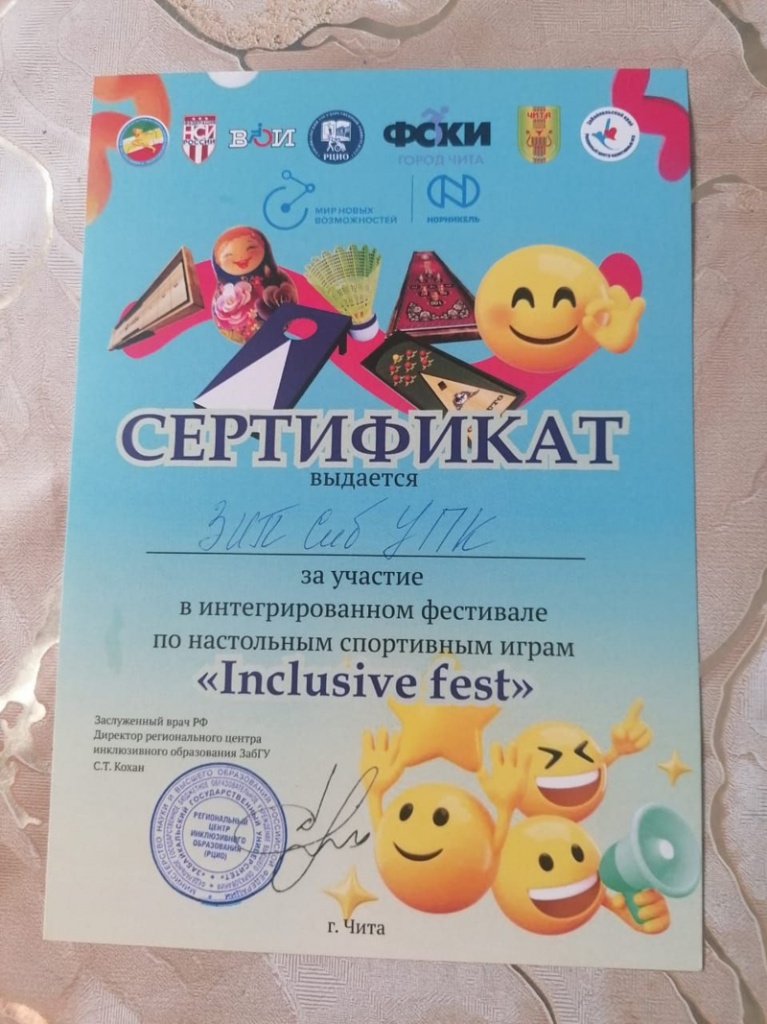 НСИ
РОССИИ
ВОИ
РЦИО
ФСКИ
ГОРОД ЧИТА
ЧИТА
МИР НОВЫХ
ВОЗМОЖНОСТЕЙ
НОРНИКЕЛЬ
СЕРТИФИКАТ
выдается
ЗИП Сиб УПК
за участие
в интегрированном фестивале
по настольным спортивным играм
«Inclusive fest»
Заслуженный врач РФ
Директор регионального центра
инклюзивного образования ЗабГУ
С.Т. Кохан
РЕГИОНАЛЬНЫЙ
ЦЕНТР
ИНКЛЮЗИВНОГО
ОБРАЗОВАНИЯ
(РЦИО)
г. Чита